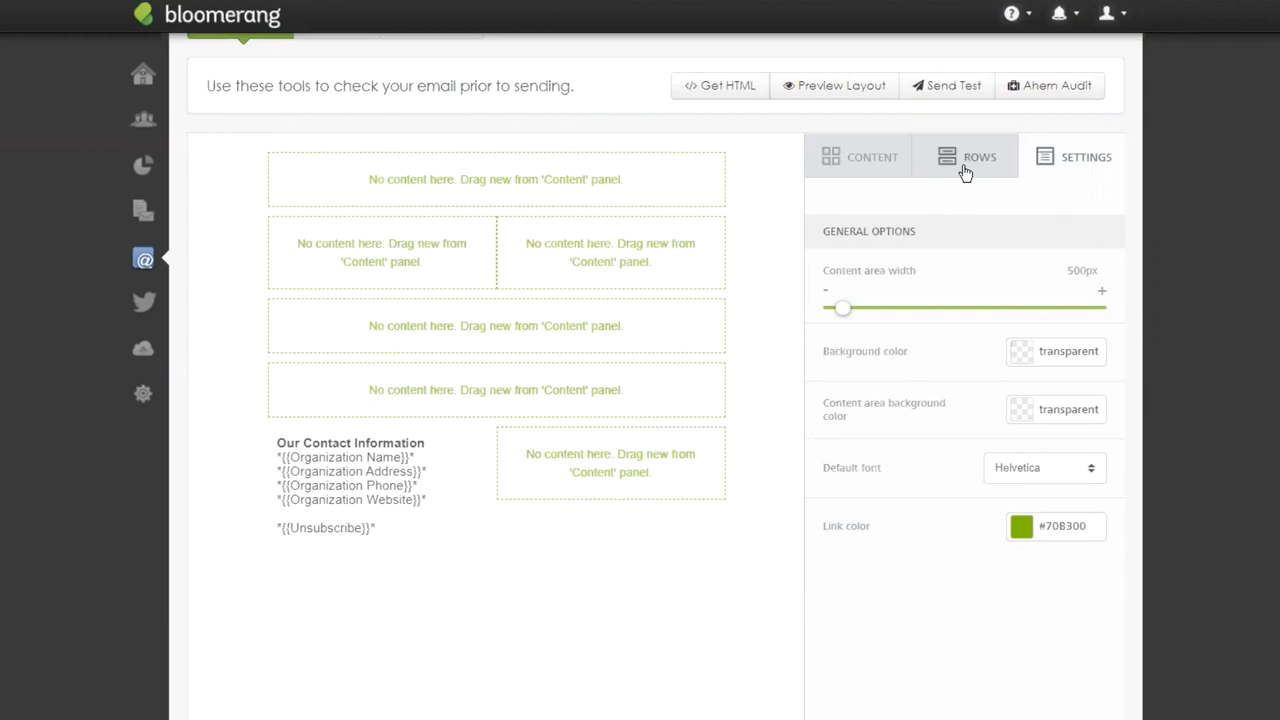 bloomerang
Use these tools to check your email prior to sending.
</> Get HTML
Preview Layout
Send Test
Ahern Audit
CONTENT
ROWS
SETTINGS
No content here. Drag new from 'Content' panel.
No content here. Drag new from
'Content' panel.
No content here. Drag new from
'Content' panel.
No content here. Drag new from 'Content' panel.
No content here. Drag new from 'Content' panel.
Our Contact Information
*{{Organization Name}}*
*{{Organization Address}}*
*{{Organization Phone}}*
*{{Organization Website}}*
*{{Unsubscribe}}*
No content here. Drag new from
'Content' panel.
GENERAL OPTIONS
Content area width
500px
- +
Background color
transparent
Content area background
color
transparent
Default font
Helvetica
Link color
#70B300